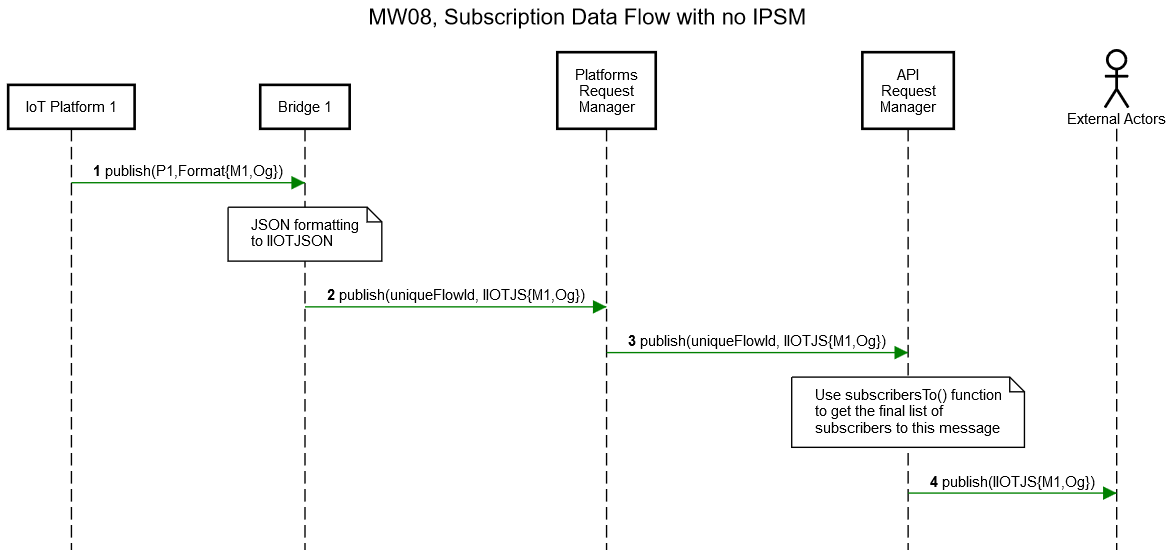 MW08, Subscription Data Flow with no IPSM
IoT Platform 1
Bridge 1
Platforms
Request
Manager
API
Request
Manager
External Actors
1 publish(P1,Format{M1,Og})
JSON formatting
to IIOTJSON
2 publish(uniqueFlowId, IIOTJS{M1,Og})
3 publish(uniqueFlowId, IIOTJS{M1,Og})
Use subscribersTo() function
to get the final list of
subscribers to this message
4 publish(IIOTJS{M1,Og})